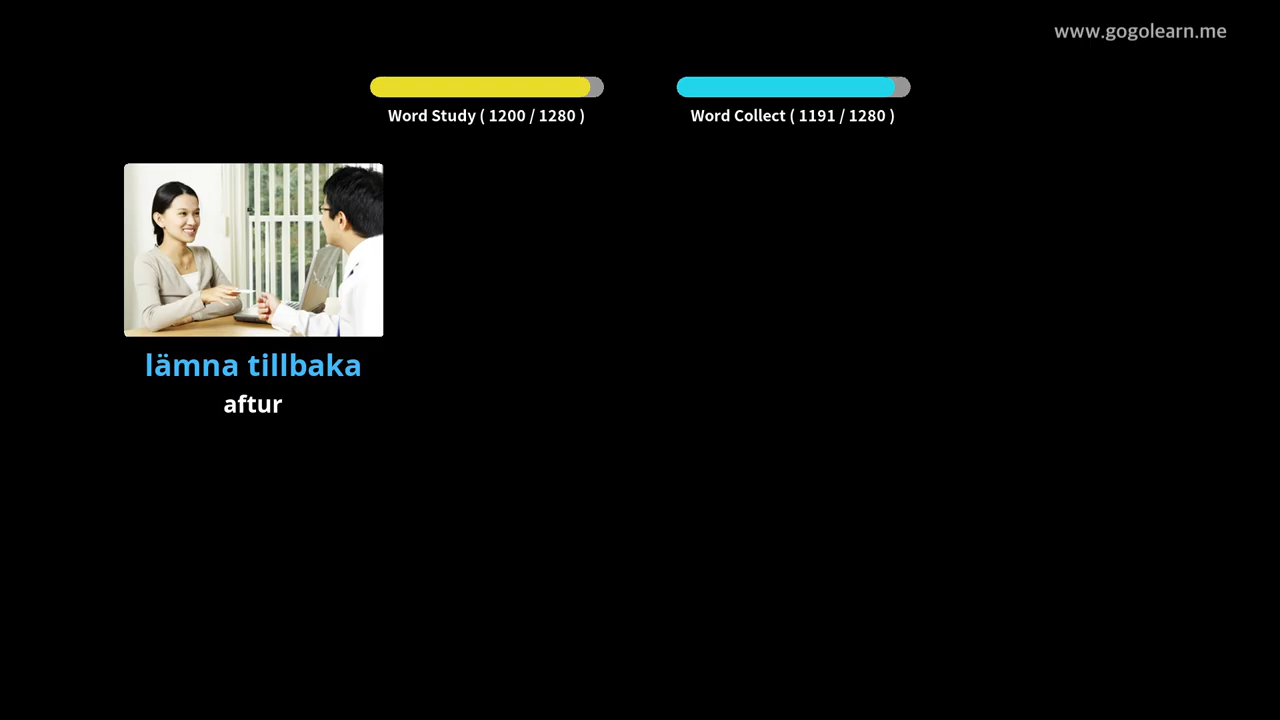 www.gogolearn.me
Word Study ( 1200 / 1280 )
Word Collect ( 1191 / 1280 )
lämna tillbaka
aftur